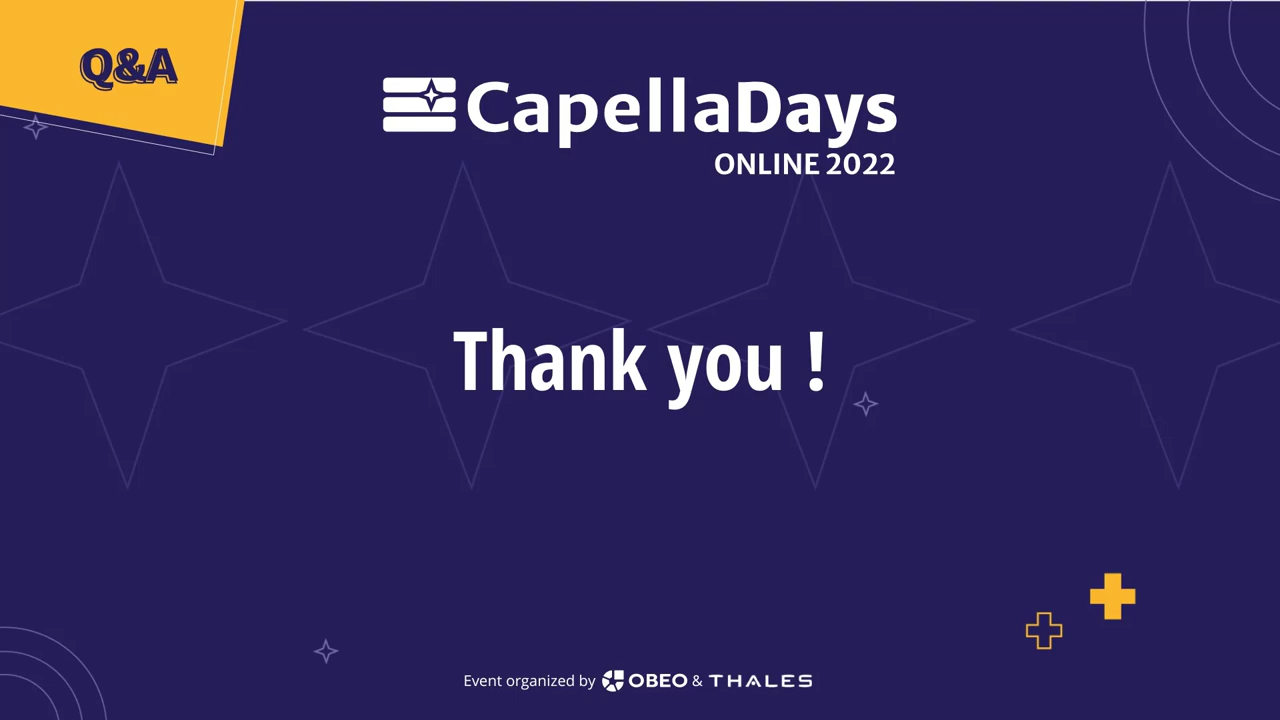 Q&A
CapellaDays
ONLINE 2022
Thank you !
Event organized by OBEO & THALES